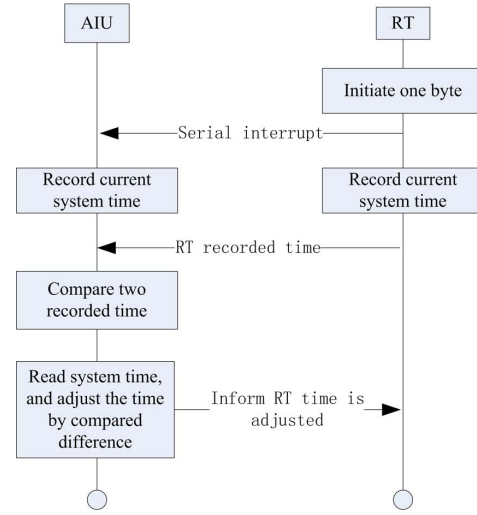 AIU
RT
Initiate one byte
Serial interrupt
Record current
system time
Record current
system time
RT recorded time
Compare two
recorded time
Read system time,
and adjust the time
by compared
difference
Inform RT time is
adjusted